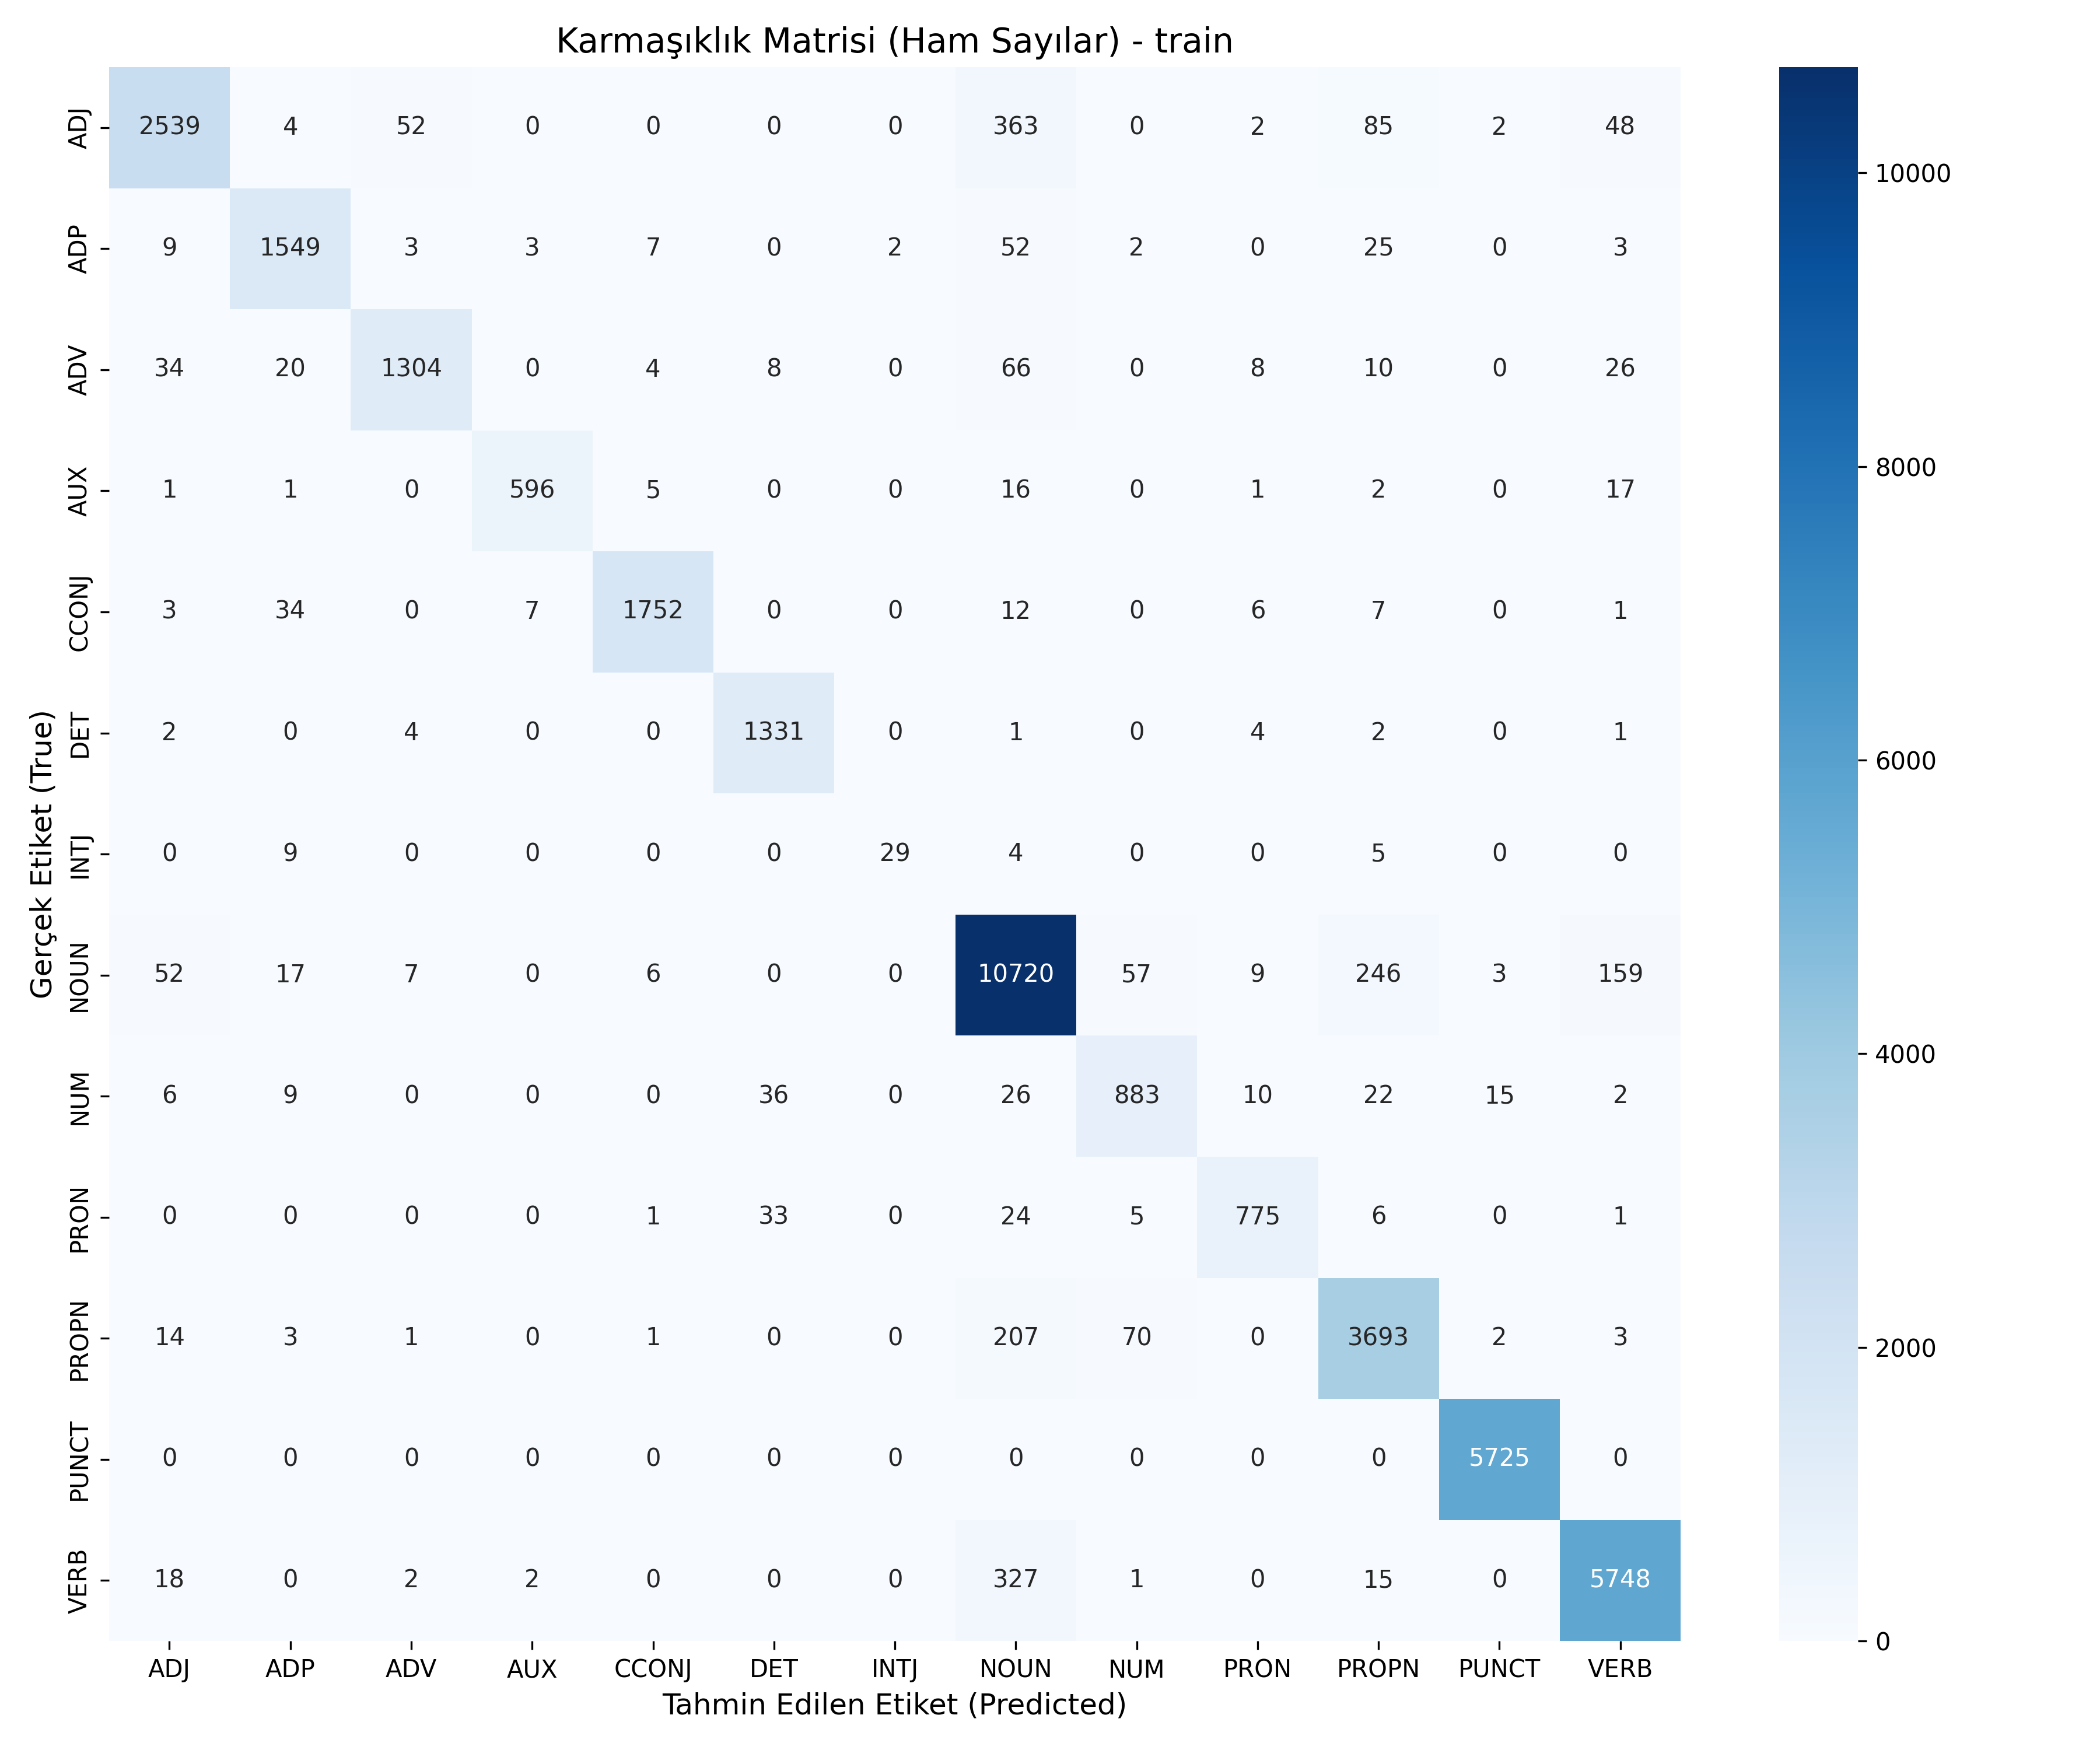 Karmaşıklık Matrisi (Ham Sayılar) - train
ADJ 2539 4 52 0 0 0 0 363 0 2 85 2 48
ADP 9 1549 3 3 7 0 2 52 2 0 25 0 3
ADV 34 20 1304 0 4 8 0 66 0 8 10 0 26
AUX 1 1 0 596 5 0 0 16 0 1 2 0 17
CCONJ 3 34 0 7 1752 0 0 12 0 6 7 0 1
DET 2 0 4 0 0 1331 0 1 0 4 2 0 1
INTJ 0 9 0 0 0 0 29 4 0 0 5 0 0
NOUN 52 17 7 0 6 0 0 10720 57 9 246 3 159
NUM 6 9 0 0 0 36 0 26 883 10 22 15 2
PRON 0 0 0 0 1 33 0 24 5 775 6 0 1
PROPN 14 3 1 0 1 0 0 207 70 0 3693 2 3
PUNCT 0 0 0 0 0 0 0 0 0 0 0 5725 0
VERB 18 0 2 2 0 0 0 327 1 0 15 0 5748
ADJ ADP ADV AUX CCONJ DET INTJ NOUN NUM PRON PROPN PUNCT VERB
Tahmin Edilen Etiket (Predicted)
Gerçek Etiket (True)
10000
8000
6000
4000
2000
0